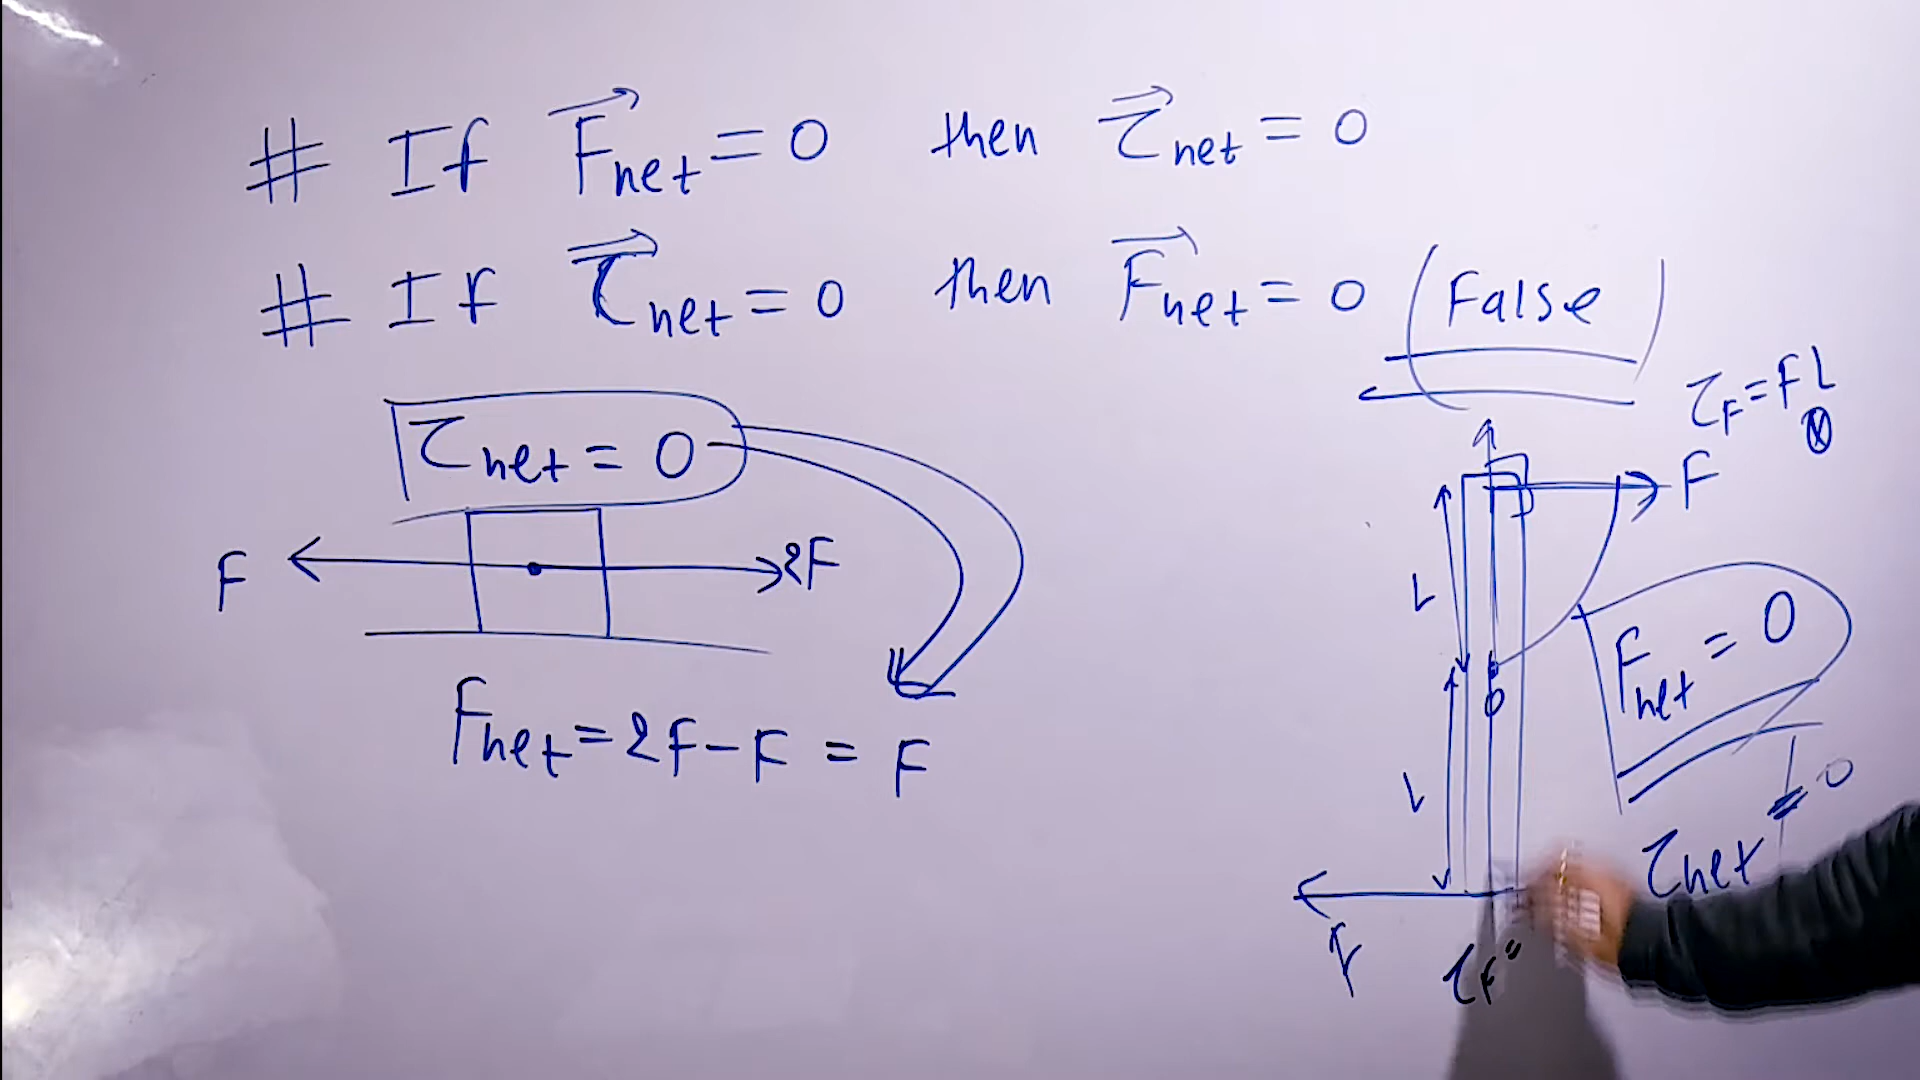 # If F⃗net = 0 then τ⃗net = 0
# If τ⃗net = 0 then F⃗net = 0 (False)
τnet = 0
F 2F
Fnet = 2F - F = F
τF = FL
⊗
F
L
O
L
F
Fnet = 0
τnet
0
τF